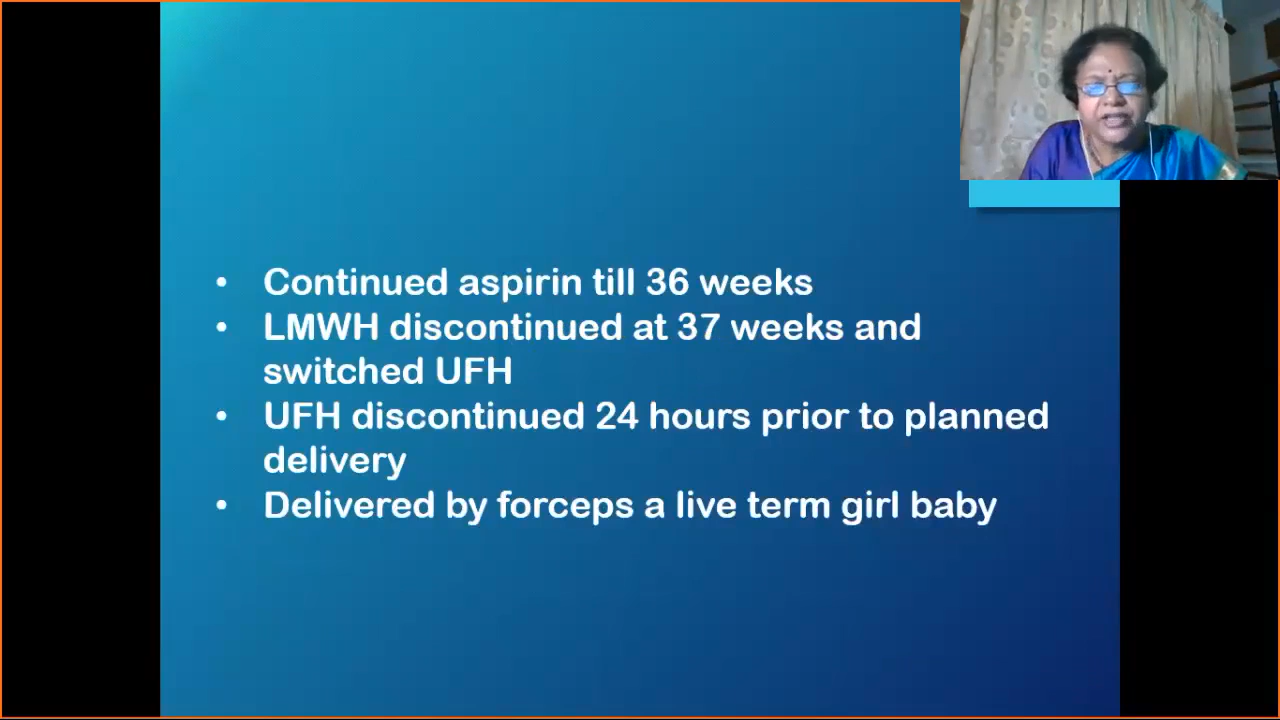 • Continued aspirin till 36 weeks
• LMWH discontinued at 37 weeks and
switched UFH
• UFH discontinued 24 hours prior to planned
delivery
• Delivered by forceps a live term girl baby